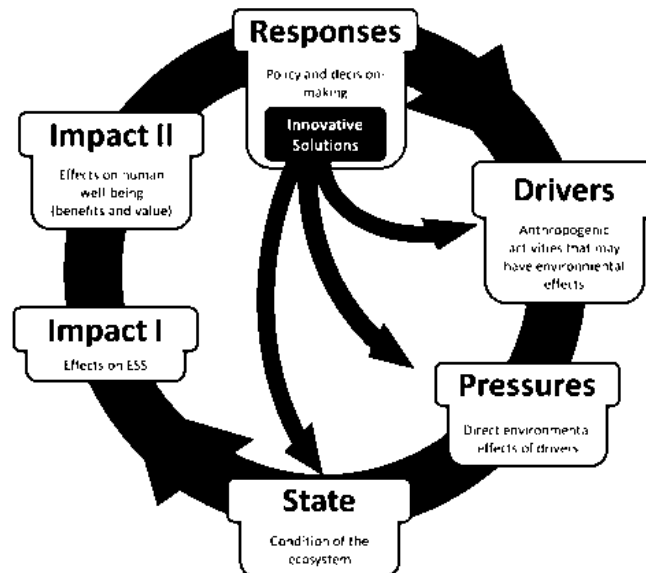 Responses
Policy and decision-
making
Innovative
Solutions
Drivers
Anthropogenic
activities that may
have environmental
effects
Pressures
Direct environmental
effects of drivers
State
Condition of the
ecosystem
Impact I
Effects on ESS
Impact II
Effects on human
well being
(benefits and value)